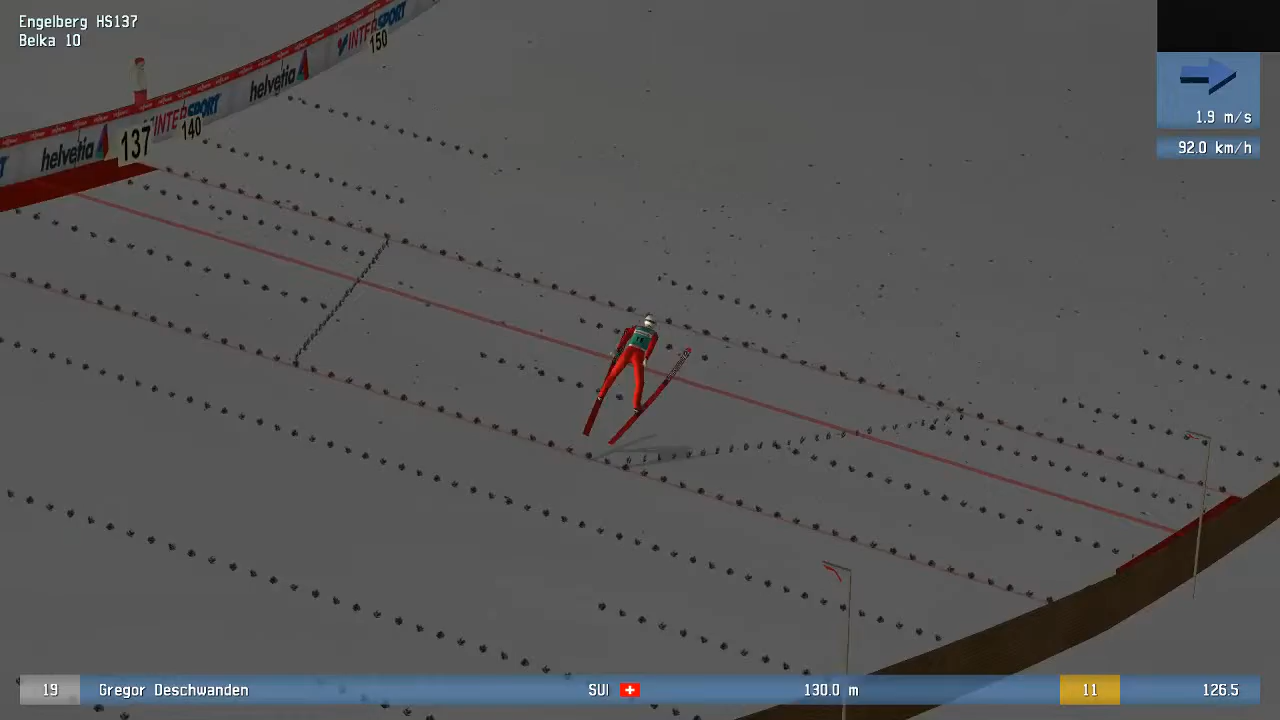 Engelberg HS137
Belka 10
1.9 m/s
92.0 km/h
INTERSPORT
150
helvetia
INTERSPORT
140
137
helvetia
19 Gregor Deschwanden SUI 130.0 m 11 126.5